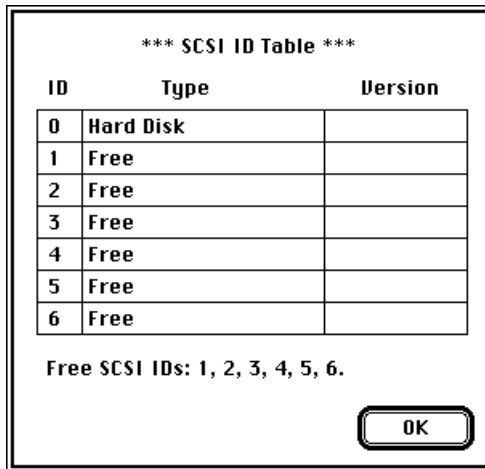 *** SCSI ID Table ***
ID Type Version
0 Hard Disk
1 Free
2 Free
3 Free
4 Free
5 Free
6 Free
Free SCSI IDs: 1, 2, 3, 4, 5, 6.
OK